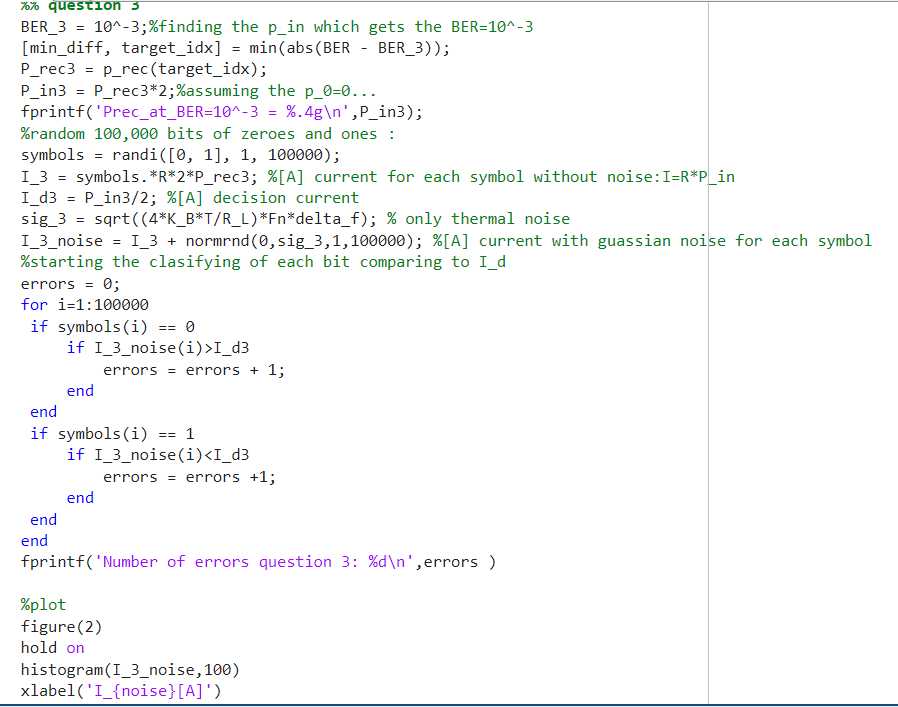 %% question 3
BER_3 = 10^-3;%finding the p_in which gets the BER=10^-3
[min_diff, target_idx] = min(abs(BER - BER_3));
P_rec3 = p_rec(target_idx);
P_in3 = P_rec3*2;%assuming the p_0=0...
fprintf('Prec_at_BER=10^-3 = %.4g\n',P_in3);
%random 100,000 bits of zeroes and ones :
symbols = randi([0, 1], 1, 100000);
I_3 = symbols.*R*2*P_rec3; %[A] current for each symbol without noise:I=R*P_in
I_d3 = P_in3/2; %[A] decision current
sig_3 = sqrt((4*K_B*T/R_L)*Fn*delta_f); % only thermal noise
I_3_noise = I_3 + normrnd(0,sig_3,1,100000); %[A] current with guassian noise for each symbol
%starting the clasifying of each bit comparing to I_d
errors = 0;
for i=1:100000
if symbols(i) == 0
if I_3_noise(i)>I_d3
errors = errors + 1;
end
end
if symbols(i) == 1
if I_3_noise(i)<I_d3
errors = errors +1;
end
end
end
fprintf('Number of errors question 3: %d\n',errors )
%plot
figure(2)
hold on
histogram(I_3_noise,100)
xlabel('I_{noise}[A]')